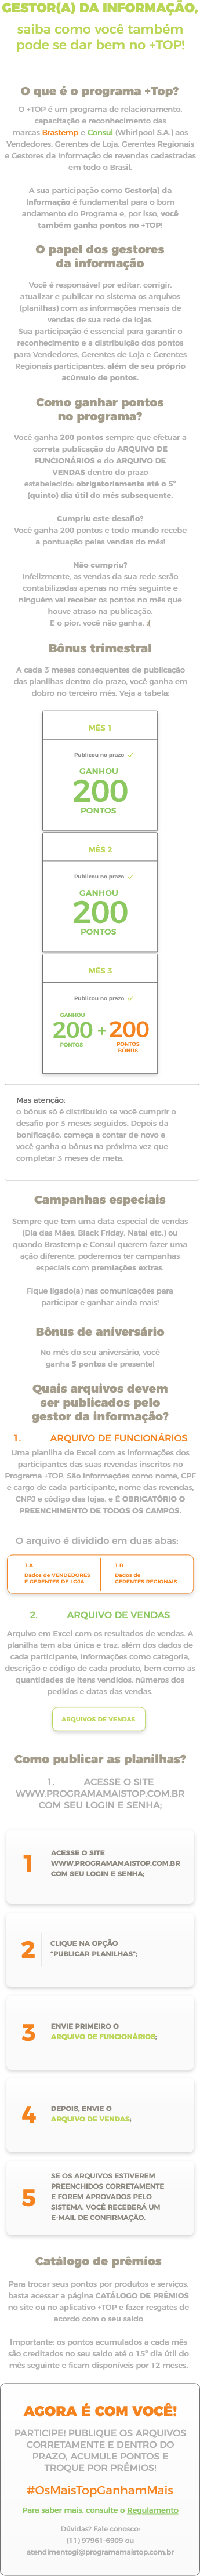 GESTOR(A) DA INFORMAÇÃO,
saiba como você também
pode se dar bem no +TOP!
O que é o programa +Top?
O +TOP é um programa de relacionamento,
capacitação e reconhecimento das
marcas Brastemp e Consul (Whirlpool S.A.) aos
Vendedores, Gerentes de Loja, Gerentes Regionais
e Gestores da Informação de revendas cadastradas
em todo o Brasil.
A sua participação como Gestor(a) da
Informação é fundamental para o bom
andamento do Programa e, por isso, você
também ganha pontos no +TOP!
O papel dos gestores
da informação
Você é responsável por editar, corrigir,
atualizar e publicar no sistema os arquivos
(planilhas) com as informações mensais de
vendas de sua rede de lojas.
Sua participação é essencial para garantir o
reconhecimento e a distribuição dos pontos
para Vendedores, Gerentes de Loja e Gerentes
Regionais participantes, além de seu próprio
acúmulo de pontos.
Como ganhar pontos
no programa?
Você ganha 200 pontos sempre que efetuar a
correta publicação do ARQUIVO DE
FUNCIONÁRIOS e do ARQUIVO DE
VENDAS dentro do prazo
estabelecido: obrigatoriamente até o 5º
(quinto) dia útil do mês subsequente.
Cumpriu este desafio?
Você ganha 200 pontos e todo mundo recebe
a pontuação pelas vendas do mês!
Não cumpriu?
Infelizmente, as vendas da sua rede serão
contabilizadas apenas no mês seguinte e
ninguém vai receber os pontos no mês que
houve atraso na publicação.
E o pior, você não ganha. :(
Bônus trimestral
A cada 3 meses consequentes de publicação
das planilhas dentro do prazo, você ganha em
dobro no terceiro mês. Veja a tabela:
MÊS 1
Publicou no prazo ✓
GANHOU
200
PONTOS
MÊS 2
Publicou no prazo ✓
GANHOU
200
PONTOS
MÊS 3
Publicou no prazo ✓
GANHOU
200 + 200
PONTOS PONTOS
BÔNUS
Mas atenção:
o bônus só é distribuído se você cumprir o
desafio por 3 meses seguidos. Depois da
bonificação, começa a contar de novo e
você ganha o bônus na próxima vez que
completar 3 meses de meta.
Campanhas especiais
Sempre que tem uma data especial de vendas
(Dia das Mães, Black Friday, Natal etc.) ou
quando Brastemp e Consul querem fazer uma
ação diferente, poderemos ter campanhas
especiais com premiações extras.
Fique ligado(a) nas comunicações para
participar e ganhar ainda mais!
Bônus de aniversário
No mês do seu aniversário, você
ganha 5 pontos de presente!
Quais arquivos devem
ser publicados pelo
gestor da informação?
1. ARQUIVO DE FUNCIONÁRIOS
Uma planilha de Excel com as informações dos
participantes das suas revendas inscritos no
Programa +TOP. São informações como nome, CPF
e cargo de cada participante, nome das revendas,
CNPJ e código das lojas, e É OBRIGATÓRIO O
PREENCHIMENTO DE TODOS OS CAMPOS.
O arquivo é dividido em duas abas:
1.A
Dados de VENDEDORES
E GERENTES DE LOJA
1.B
Dados de
GERENTES REGIONAIS
2. ARQUIVO DE VENDAS
Arquivo em Excel com os resultados de vendas. A
planilha tem aba única e traz, além dos dados de
cada participante, informações como categoria,
descrição e código de cada produto, bem como as
quantidades de itens vendidos, números dos
pedidos e datas das vendas.
ARQUIVOS DE VENDAS
Como publicar as planilhas?
1. ACESSE O SITE
WWW.PROGRAMAMAISTOP.COM.BR
COM SEU LOGIN E SENHA;
1
ACESSE O SITE
WWW.PROGRAMAMAISTOP.COM.BR
COM SEU LOGIN E SENHA;
2
CLIQUE NA OPÇÃO
"PUBLICAR PLANILHAS";
3
ENVIE PRIMEIRO O
ARQUIVO DE FUNCIONÁRIOS;
4
DEPOIS, ENVIE O
ARQUIVO DE VENDAS;
5
SE OS ARQUIVOS ESTIVEREM
PREENCHIDOS CORRETAMENTE
E FOREM APROVADOS PELO
SISTEMA, VOCÊ RECEBERÁ UM
E-MAIL DE CONFIRMAÇÃO.
Catálogo de prêmios
Para trocar seus pontos por produtos e serviços,
basta acessar a página CATÁLOGO DE PRÊMIOS
no site ou no aplicativo +TOP e fazer resgates de
acordo com o seu saldo
Importante: os pontos acumulados a cada mês
são creditados no seu saldo até o 15º dia útil do
mês seguinte e ficam disponíveis por 12 meses.
AGORA É COM VOCÊ!
PARTICIPE! PUBLIQUE OS ARQUIVOS
CORRETAMENTE E DENTRO DO
PRAZO, ACUMULE PONTOS E
TROQUE POR PRÊMIOS!
#OsMaisTopGanhamMais
Para saber mais, consulte o Regulamento
Dúvidas? Fale conosco:
(11) 97961-6909 ou
atendimentogi@programamaistop.com.br